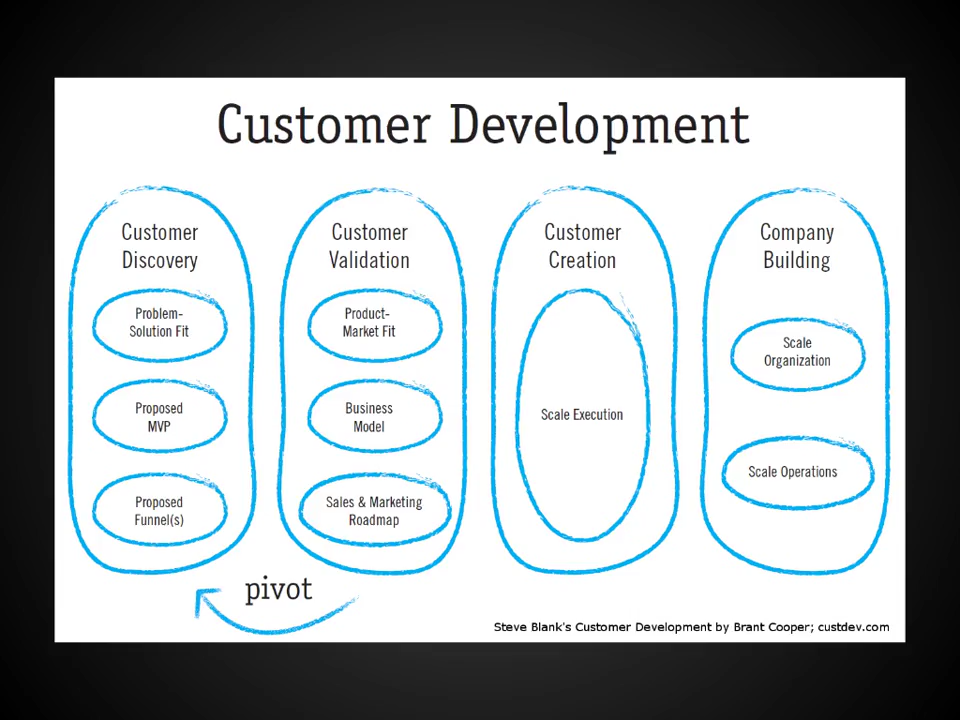 Customer Development
Customer
Discovery
Problem-
Solution Fit
Proposed
MVP
Proposed
Funnel(s)
Customer
Validation
Product-
Market Fit
Business
Model
Sales & Marketing
Roadmap
Customer
Creation
Scale Execution
Company
Building
Scale
Organization
Scale Operations
pivot
Steve Blank's Customer Development by Brant Cooper; custdev.com